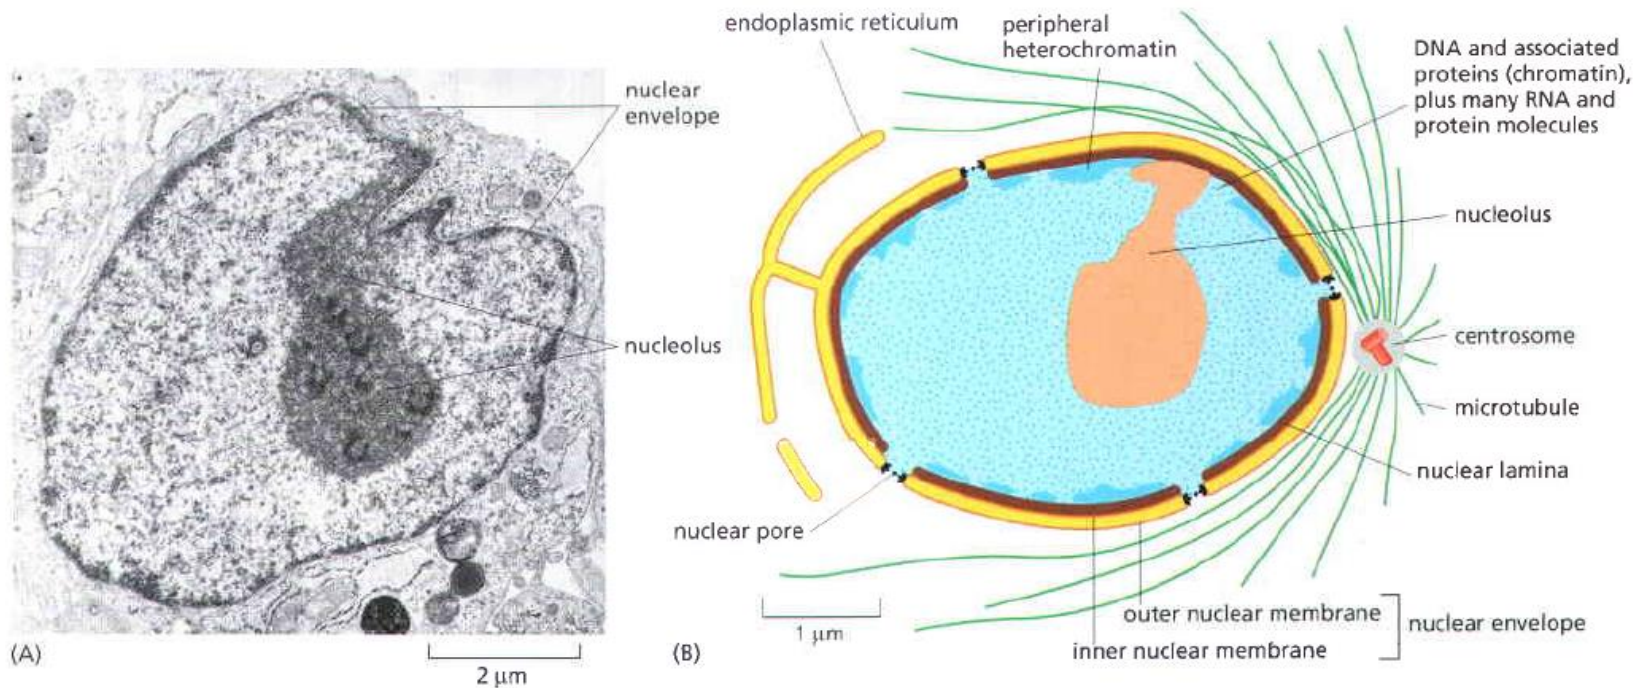 endoplasmic reticulum
peripheral
heterochromatin
DNA and associated
proteins (chromatin),
plus many RNA and
protein molecules
nuclear
envelope
nucleolus
nucleolus
centrosome
microtubule
nuclear lamina
nuclear pore
outer nuclear membrane
inner nuclear membrane
nuclear envelope
1 µm
2 µm
(A)
(B)